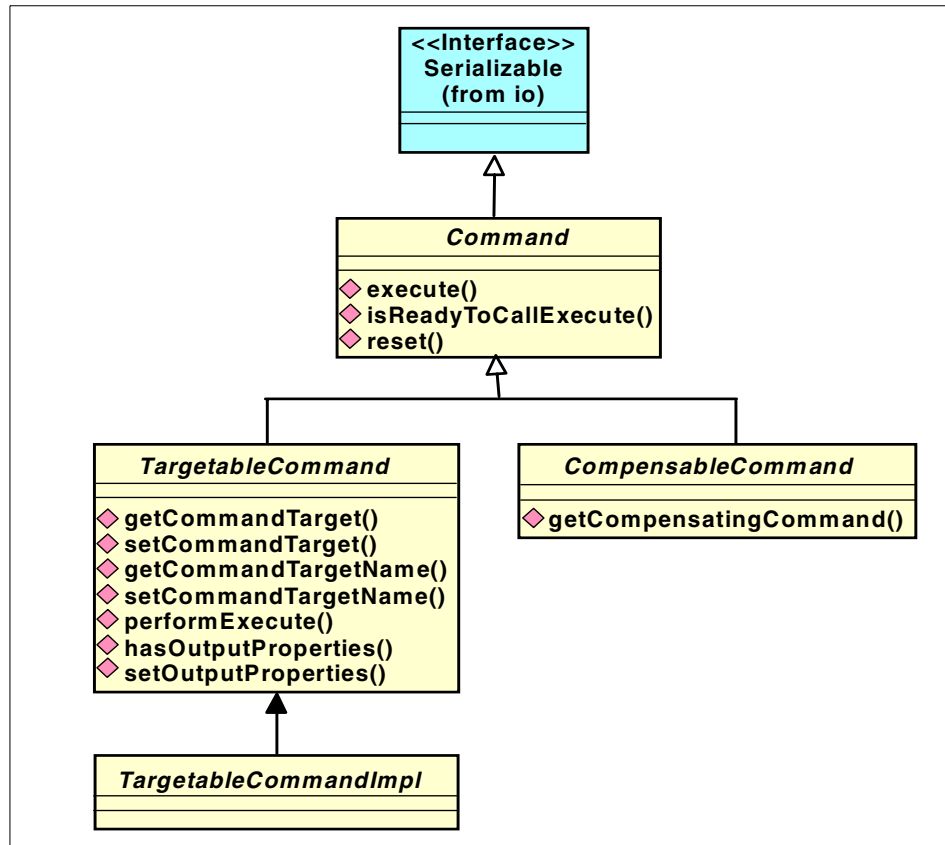 <<Interface>>
Serializable
(from io)
Command
execute()
isReadyToCallExecute()
reset()
TargetableCommand
getCommandTarget()
setCommandTarget()
getCommandTargetName()
setCommandTargetName()
performExecute()
hasOutputProperties()
setOutputProperties()
CompensableCommand
getCompensatingCommand()
TargetableCommandImpl